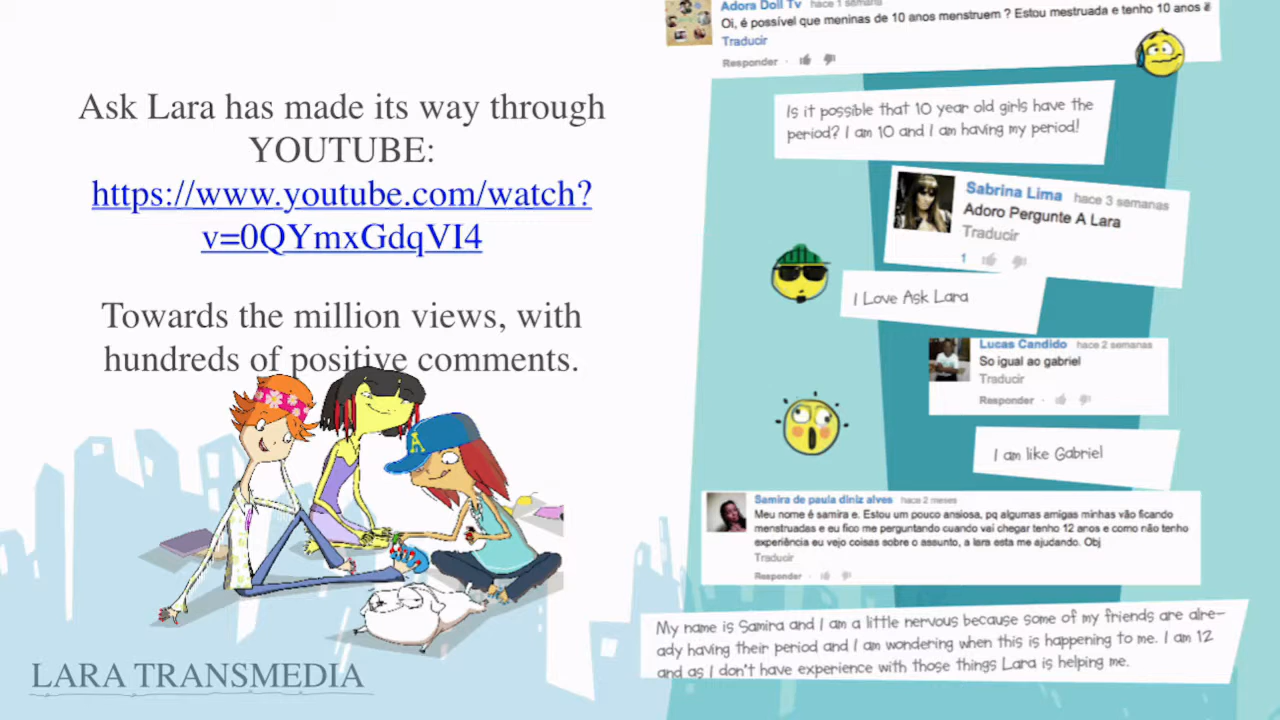 Ask Lara has made its way through
YOUTUBE:
https://www.youtube.com/watch?
v=0QYmxGdqVI4
Towards the million views, with
hundreds of positive comments.
LARA TRANSMEDIA
Adora Doll Tv hace 1 semana
Oi, é possível que meninas de 10 anos menstruem ? Estou mestruada e tenho 10 anos
Traducir
Responder ·
Is it possible that 10 year old girls have the
period? I am 10 and I am having my period!
Sabrina Lima hace 3 semanas
Adoro Pergunte A Lara
Traducir
1
I Love Ask Lara
Lucas Candido hace 2 semanas
So igual ao gabriel
Traducir
Responder ·
I am like Gabriel
Samira de paula diniz alves hace 2 meses
Meu nome é samira e. Estou um pouco ansiosa, pq algumas amigas minhas vão ficando
menstruadas e eu fico me perguntando cuando vai chegar tenho 12 anos e como não tenho
experiência eu vejo coisas sobre o assunto, a lara esta me ajudando. Obj
Traducir
Responder ·
My name is Samira and I am a little nervous because some of my friends are alre-
ady having their period and I am wondering when this is happening to me. I am 12
and as I don't have experience with those things Lara is helping me.